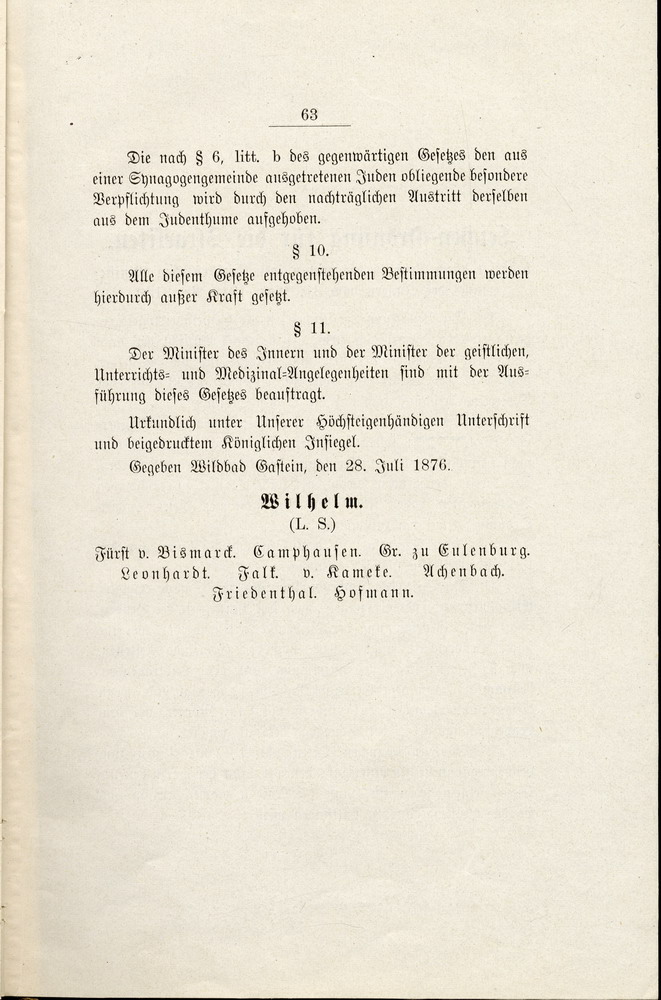 63
Die nach § 6, litt. b des gegenwärtigen Gesetzes den aus
einer Synagogengemeinde ausgetretenen Juden obliegende besondere
Verpflichtung wird durch den nachträglichen Austritt derselben
aus dem Judenthume aufgehoben.
§ 10.
Alle diesem Gesetze entgegenstehenden Bestimmungen werden
hierdurch außer Kraft gesetzt.
§ 11.
Der Minister des Innern und der Minister der geistlichen,
Unterrichts- und Medizinal-Angelegenheiten sind mit der Aus-
führung dieses Gesetzes beauftragt.
Urkundlich unter Unserer Höchsteigenhändigen Unterschrift
und beigedrucktem Königlichen Insiegel.
Gegeben Wildbad Gastein, den 28. Juli 1876.
Wilhelm.
(L. S.)
Fürst v. Bismarck. Camphausen. Gr. zu Eulenburg.
Leonhardt. Falk. v. Kameke. Achenbach.
Friedenthal. Hofmann.